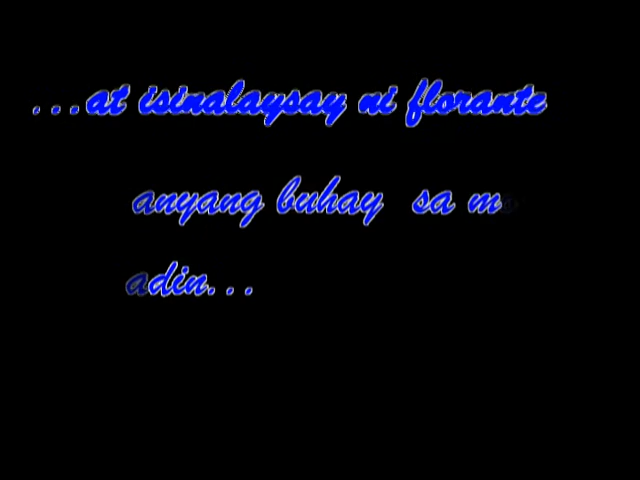 ...at isinalaysay ni florante
anyang buhay sa m
adin...